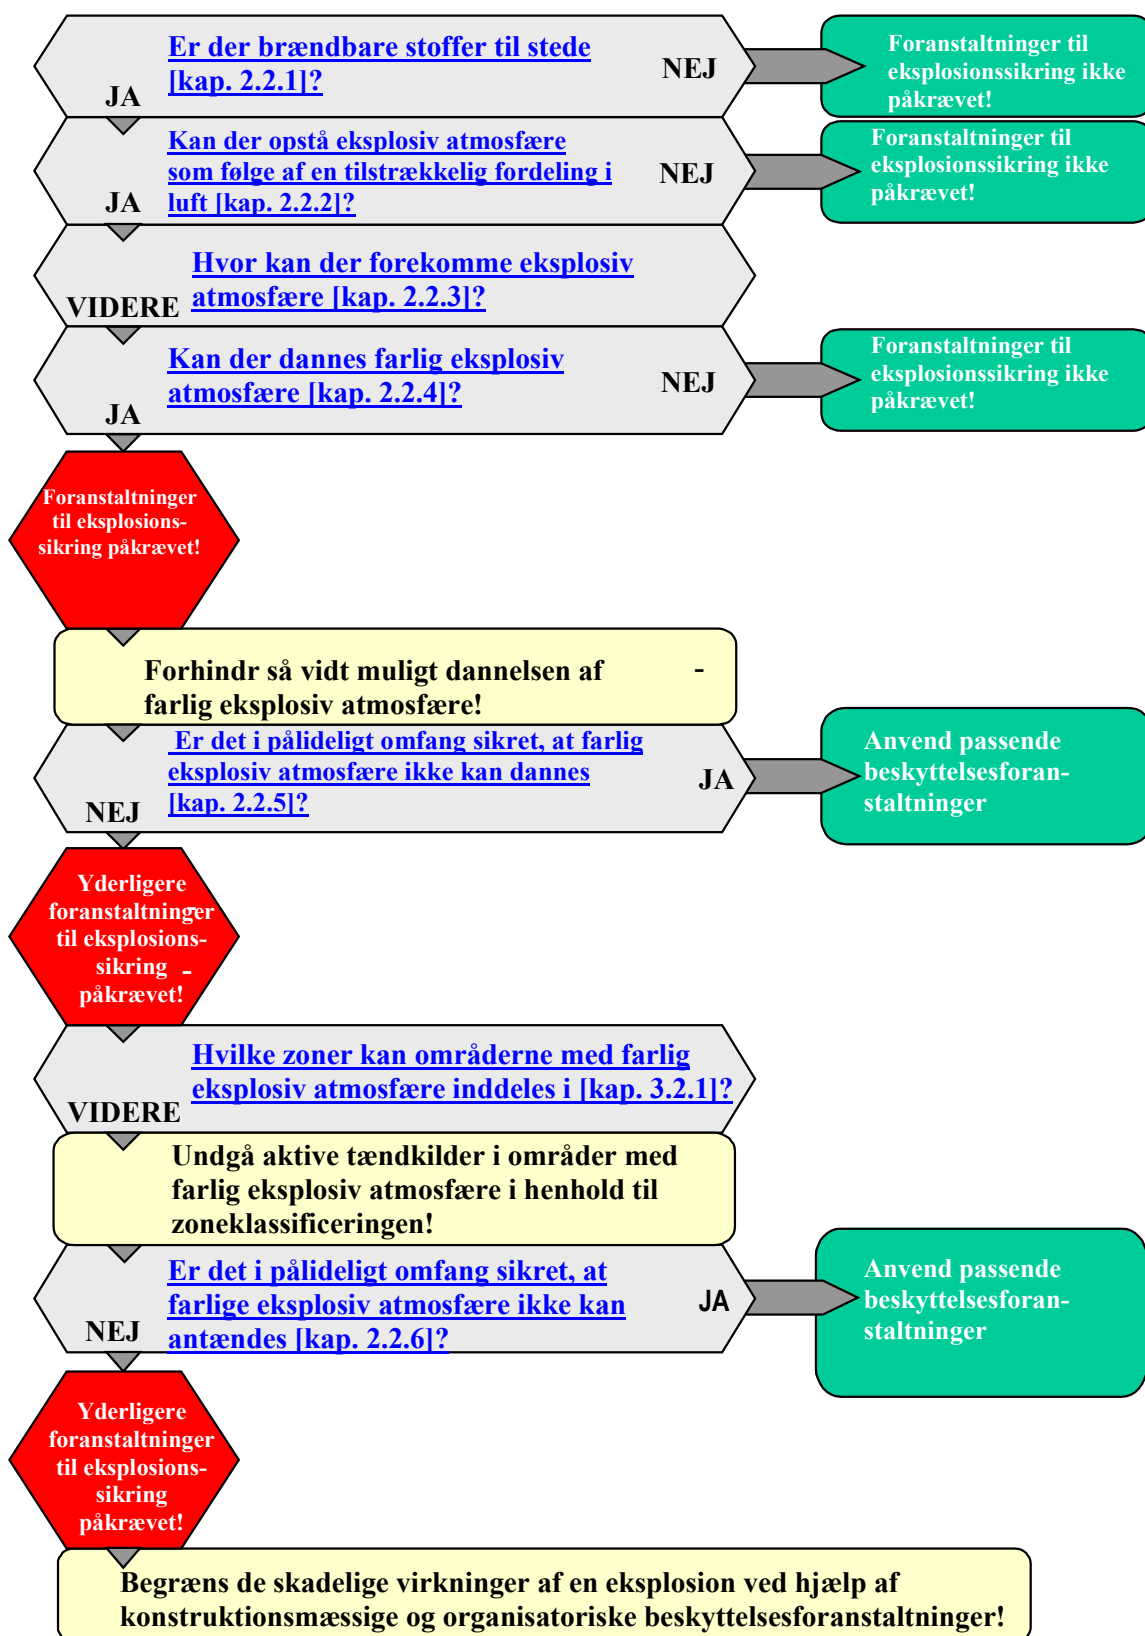 Er der brændbare stoffer til stede
[kap. 2.2.1]?
NEJ
JA
Foranstaltninger til
eksplosionssikring ikke
påkrævet!
Kan der opstå eksplosiv atmosfære
som følge af en tilstrækkelig fordeling i
luft [kap. 2.2.2]?
NEJ
JA
Foranstaltninger til
eksplosionssikring ikke
påkrævet!
Hvor kan der forekomme eksplosiv
atmosfære [kap. 2.2.3]?
VIDERE
Kan der dannes farlig eksplosiv
atmosfære [kap. 2.2.4]?
NEJ
JA
Foranstaltninger til
eksplosionssikring ikke
påkrævet!
Foranstaltninger
til eksplosions-
sikring påkrævet!
Forhindr så vidt muligt dannelsen af -
farlig eksplosiv atmosfære!
Er det i pålideligt omfang sikret, at farlig
eksplosiv atmosfære ikke kan dannes
[kap. 2.2.5]?
JA
NEJ
Anvend passende
beskyttelsesforan-
staltninger
Yderligere
foranstaltninger
til eksplosions-
sikring -
påkrævet!
Hvilke zoner kan områderne med farlig
eksplosiv atmosfære inddeles i [kap. 3.2.1]?
VIDERE
Undgå aktive tændkilder i områder med
farlig eksplosiv atmosfære i henhold til
zoneklassificeringen!
Er det i pålideligt omfang sikret, at
farlige eksplosiv atmosfære ikke kan
antændes [kap. 2.2.6]?
JA
NEJ
Anvend passende
beskyttelsesforan-
staltninger
Yderligere
foranstaltninger
til eksplosions-
sikring
påkrævet!
Begræns de skadelige virkninger af en eksplosion ved hjælp af
konstruktionsmæssige og organisatoriske beskyttelsesforanstaltninger!